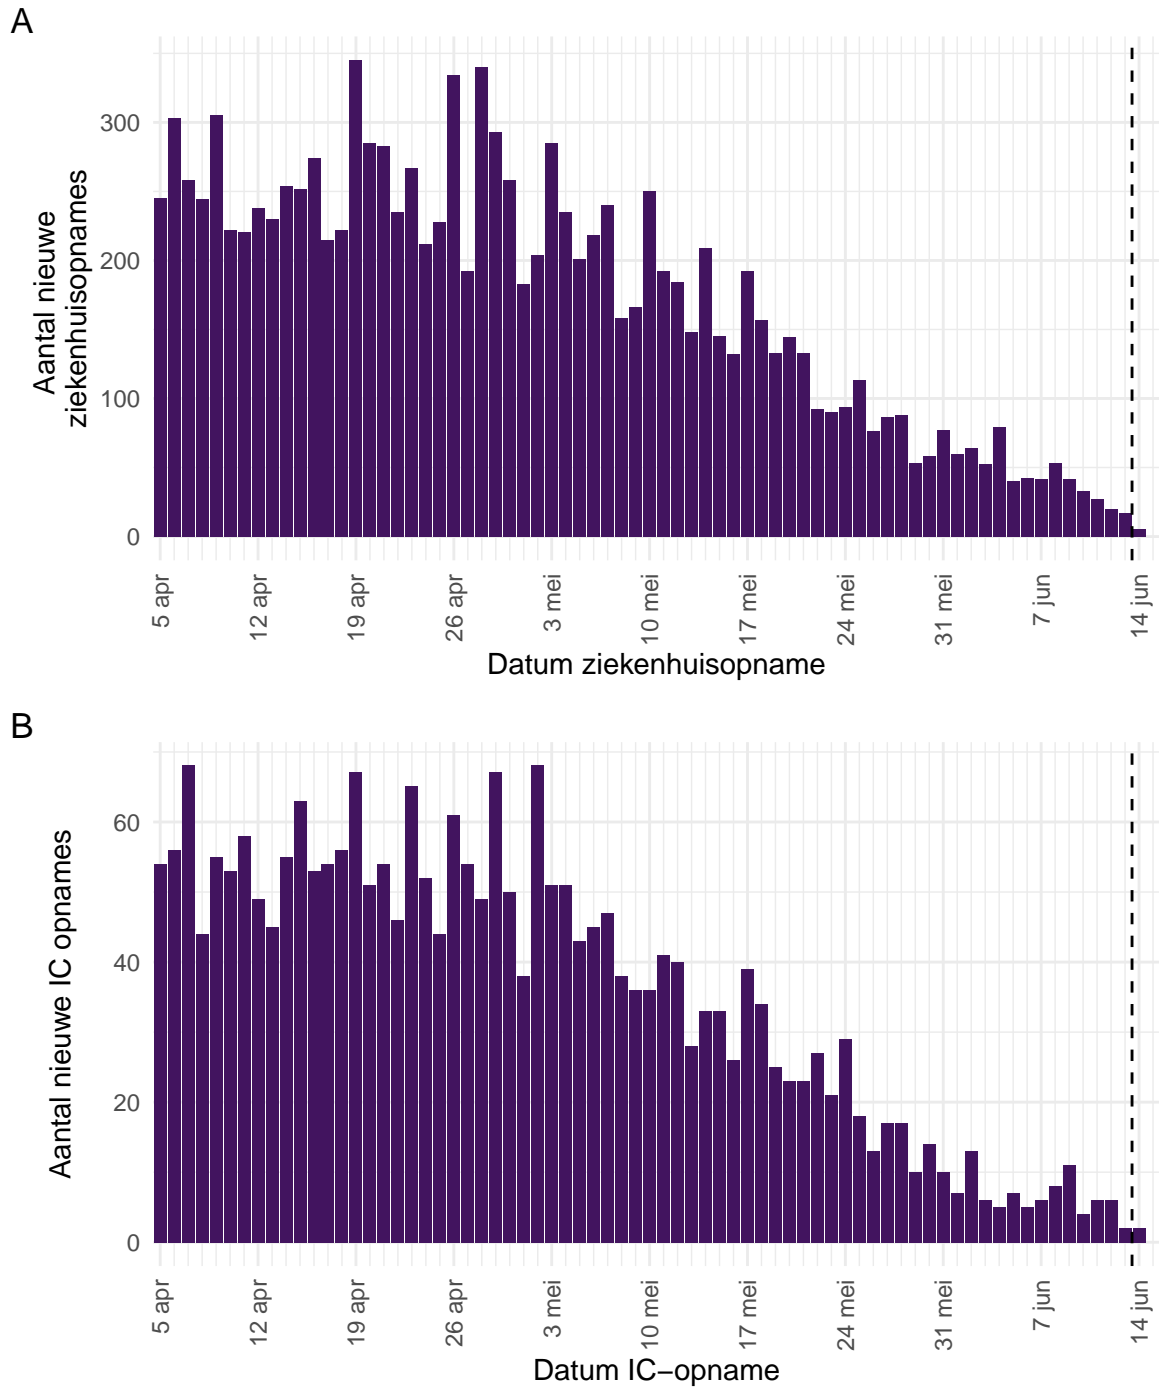 A
Aantal nieuwe
ziekenhuisopnames
300
200
100
0
5 apr
12 apr
19 apr
26 apr
3 mei
10 mei
17 mei
24 mei
31 mei
7 jun
14 jun
Datum ziekenhuisopname
B
Aantal nieuwe IC opnames
60
40
20
0
5 apr
12 apr
19 apr
26 apr
3 mei
10 mei
17 mei
24 mei
31 mei
7 jun
14 jun
Datum IC−opname